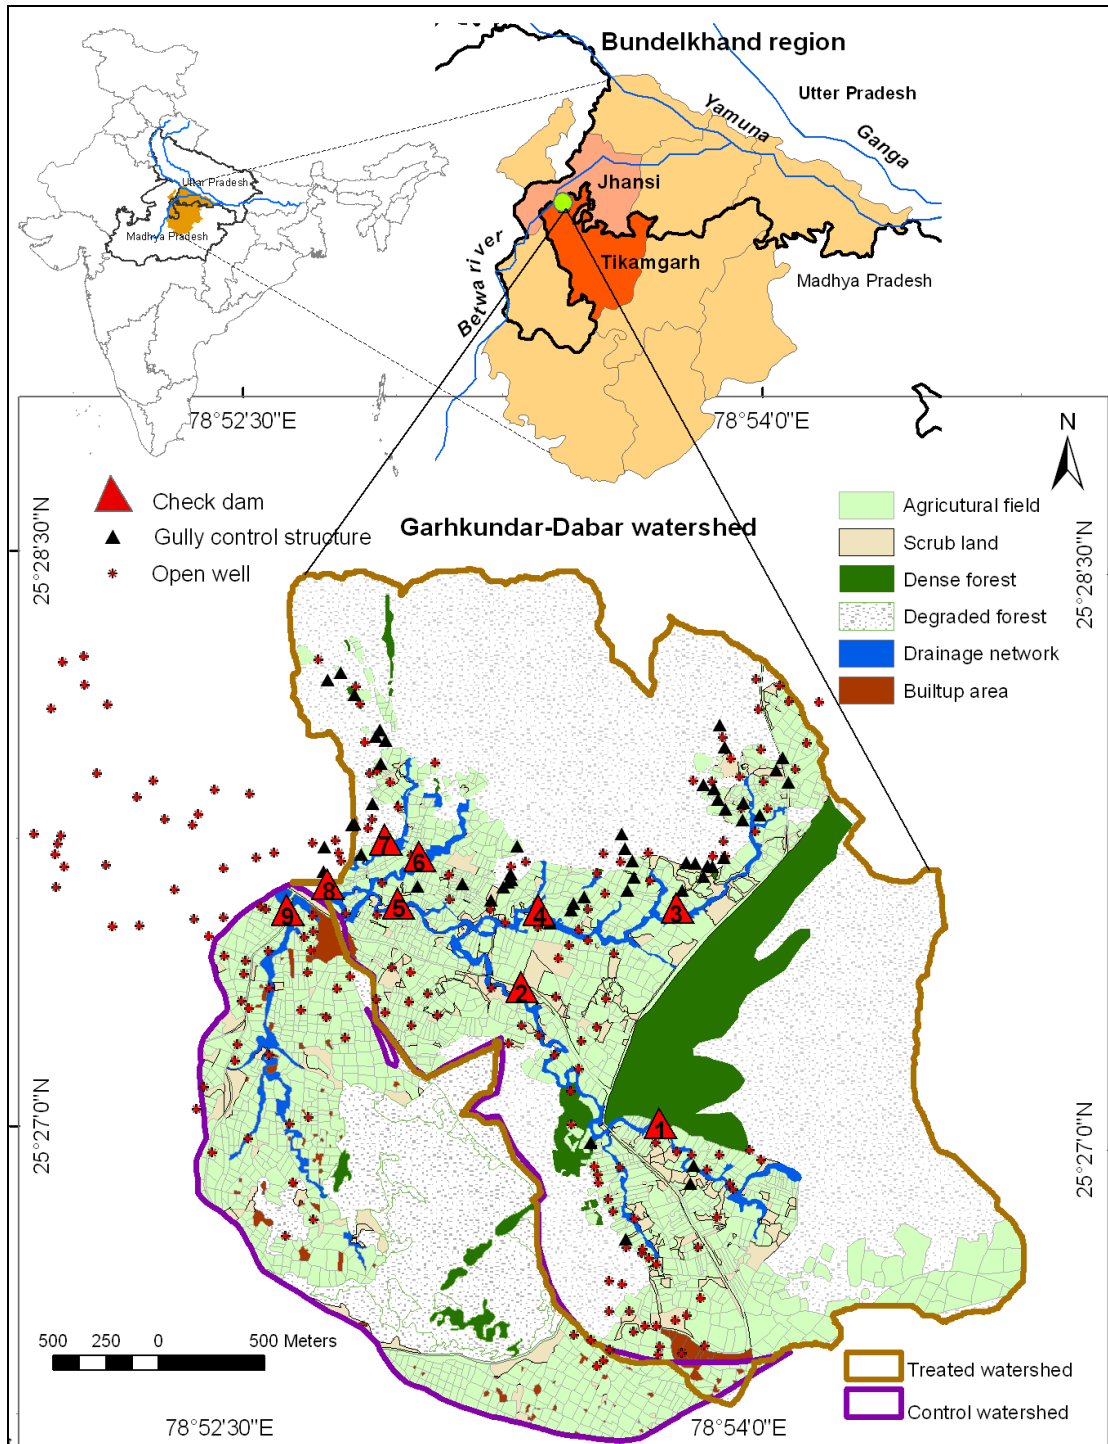 Bundelkhand region
Utter Pradesh
Yamuna
Ganga
Uttar Pradesh
Madhya Pradesh
Jhansi
Tikamgarh
Betwa river
Madhya Pradesh
78°52'30"E
78°54'0"E
N
Check dam
Gully control structure
Open well
Garhkundar-Dabar watershed
Agricutural field
Scrub land
Dense forest
Degraded forest
Drainage network
Builtup area
25°28'30"N
25°28'30"N
7
6
8
5
9
4
3
2
1
25°27'0"N
25°27'0"N
500 250 0 500 Meters
Treated watershed
Control watershed
78°52'30"E
78°54'0"E